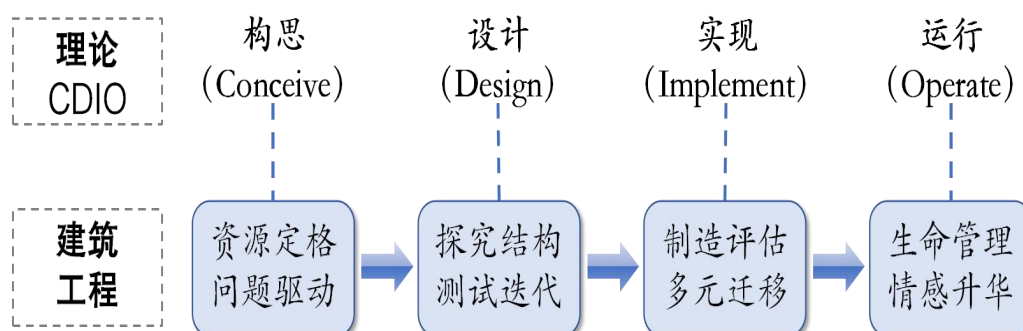 理论
CDIO
构思
(Conceive)
设计
(Design)
实现
(Implement)
运行
(Operate)
建筑
工程
资源定格
问题驱动
探究结构
测试迭代
制造评估
多元迁移
生命管理
情感升华